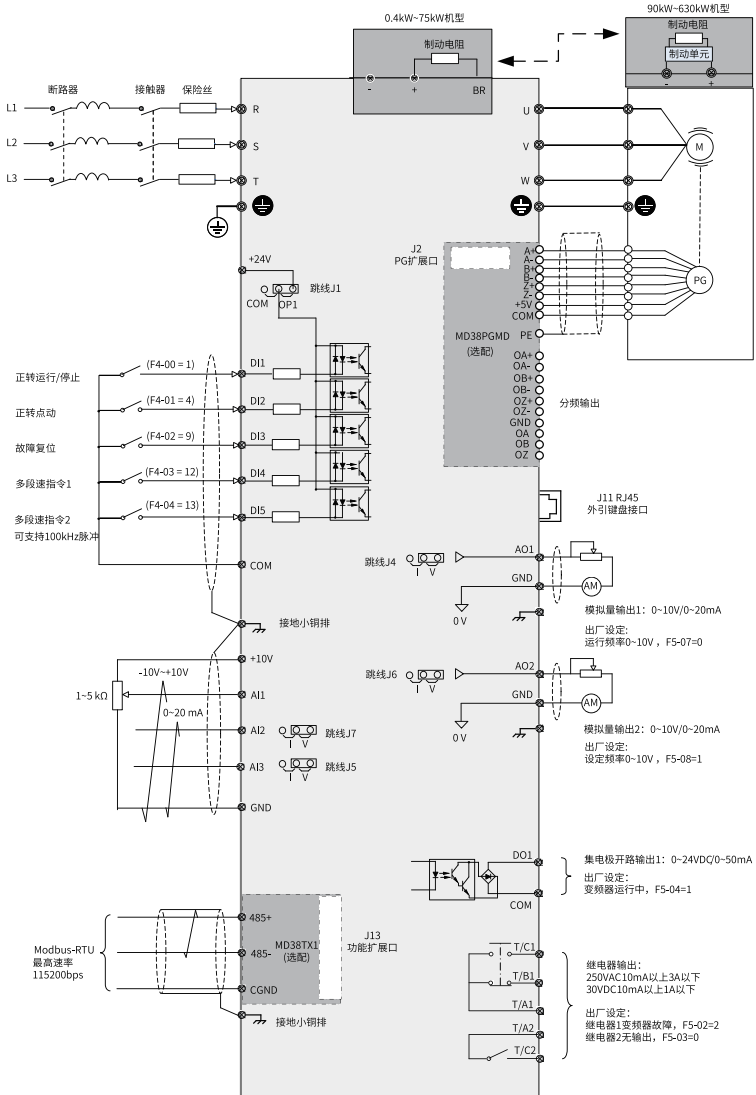 0.4kW~75kW机型
90kW~630kW机型
制动电阻
- + BR
制动电阻
制动单元
- +
断路器 接触器 保险丝
L1 R U
L2 S V M
L3 T W
+24V
COM OP1 跳线J1
J2
PG扩展口
MD38PGMD
(选配)
A+
A-
B+
B-
Z+
Z-
+5V
COM
PE
PG
OA+
OA-
OB+
OB-
OZ+
OZ-
GND
OA
OB
OZ
分频输出
正转运行/停止 (F4-00 = 1) DI1
正转点动 (F4-01 = 4) DI2
故障复位 (F4-02 = 9) DI3
多段速指令1 (F4-03 = 12) DI4
多段速指令2 (F4-04 = 13) DI5
可支持100kHz脉冲
COM
接地小铜排
J11 RJ45
外引键盘接口
跳线J4 I V AO1
GND
0 V
AM
模拟量输出1：0~10V/0~20mA
出厂设定:
运行频率0~10V ，F5-07=0
跳线J6 I V AO2
GND
0 V
AM
模拟量输出2：0~10V/0~20mA
出厂设定:
设定频率0~10V ，F5-08=1
+10V
-10V~+10V
1~5 kΩ AI1
0~20 mA
AI2 I V 跳线J7
AI3 I V 跳线J5
GND
DO1
COM
集电极开路输出1：0~24VDC/0~50mA
出厂设定：
变频器运行中，F5-04=1
Modbus-RTU
最高速率
115200bps
485+
485-
CGND
MD38TX1
(选配)
J13
功能扩展口
接地小铜排
T/C1
T/B1
T/A1
T/A2
T/C2
继电器输出：
250VAC10mA以上3A以下
30VDC10mA以上1A以下
出厂设定：
继电器1变频器故障，F5-02=2
继电器2无输出，F5-03=0